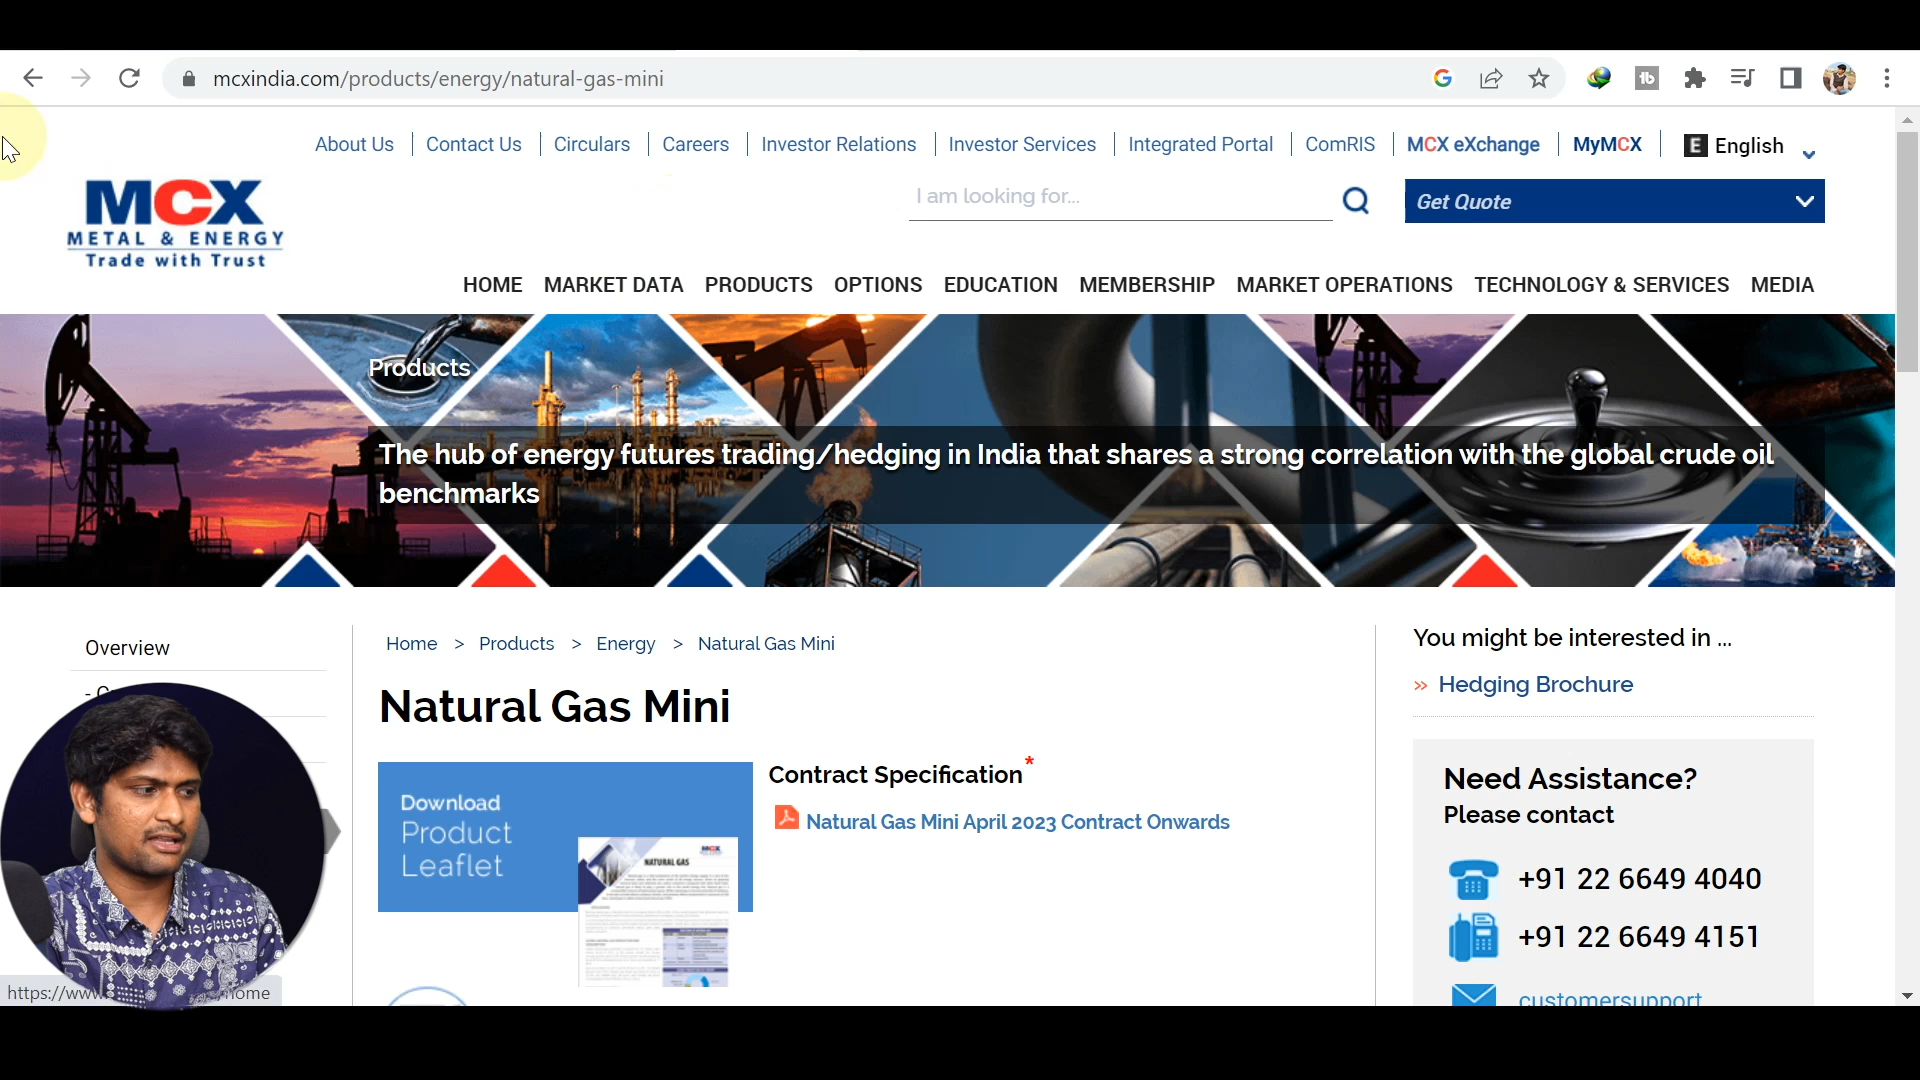 mcxindia.com/products/energy/natural-gas-mini
About Us
Contact Us
Circulars
Careers
Investor Relations
Investor Services
Integrated Portal
ComRIS
MCX eXchange
MyMCX
E English
MCX
METAL & ENERGY
Trade with Trust
I am looking for...
Get Quote
HOME
MARKET DATA
PRODUCTS
OPTIONS
EDUCATION
MEMBERSHIP
MARKET OPERATIONS
TECHNOLOGY & SERVICES
MEDIA
Products
The hub of energy futures trading/hedging in India that shares a strong correlation with the global crude oil
benchmarks
Overview
Home > Products > Energy > Natural Gas Mini
Natural Gas Mini
Download
Product
Leaflet
MCX
NATURAL GAS
Contract Specification*
Natural Gas Mini April 2023 Contract Onwards
You might be interested in ...
» Hedging Brochure
Need Assistance?
Please contact
+91 22 6649 4040
+91 22 6649 4151
customersupport
https://www
home